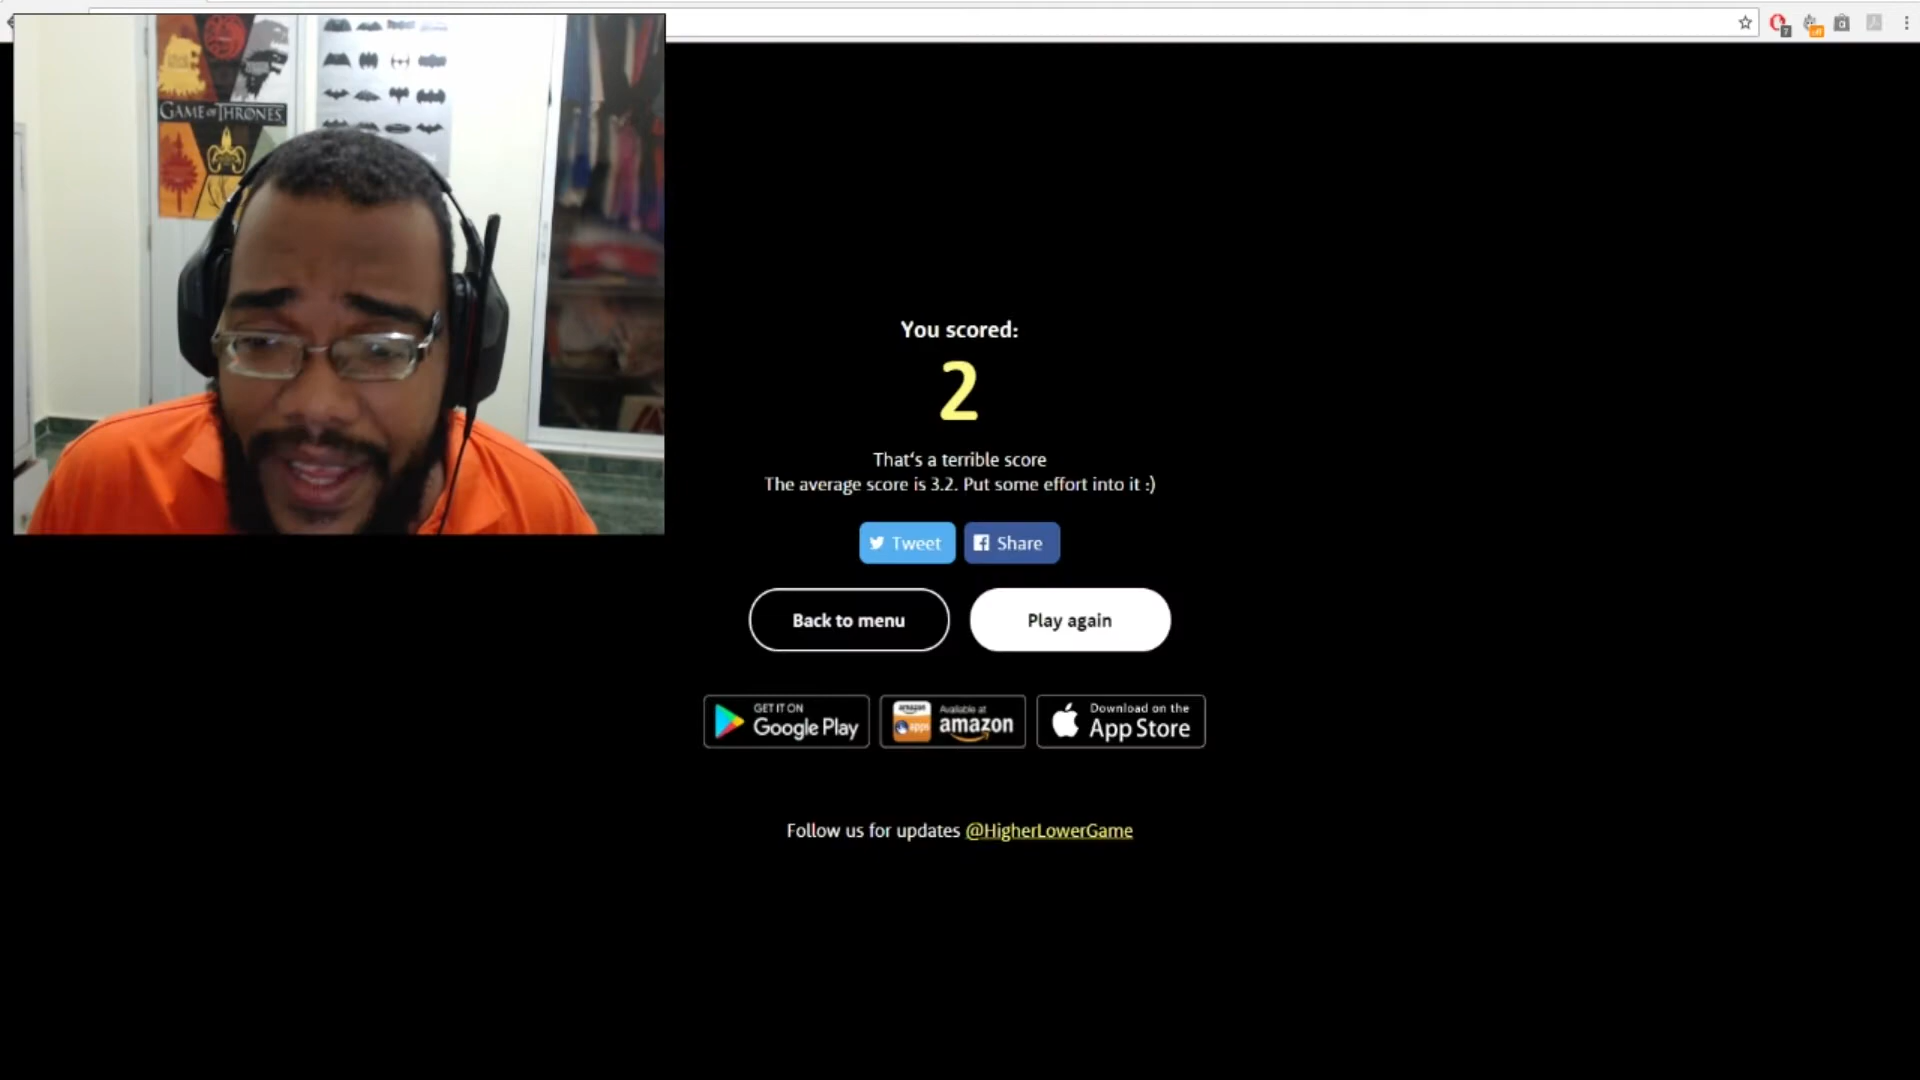 GAME OF THRONES
You scored:
2
That's a terrible score
The average score is 3.2. Put some effort into it :)
Tweet
Share
Back to menu
Play again
GET IT ON
Google Play
amazon
apps
Available at
amazon
Download on the
App Store
Follow us for updates @HigherLowerGame